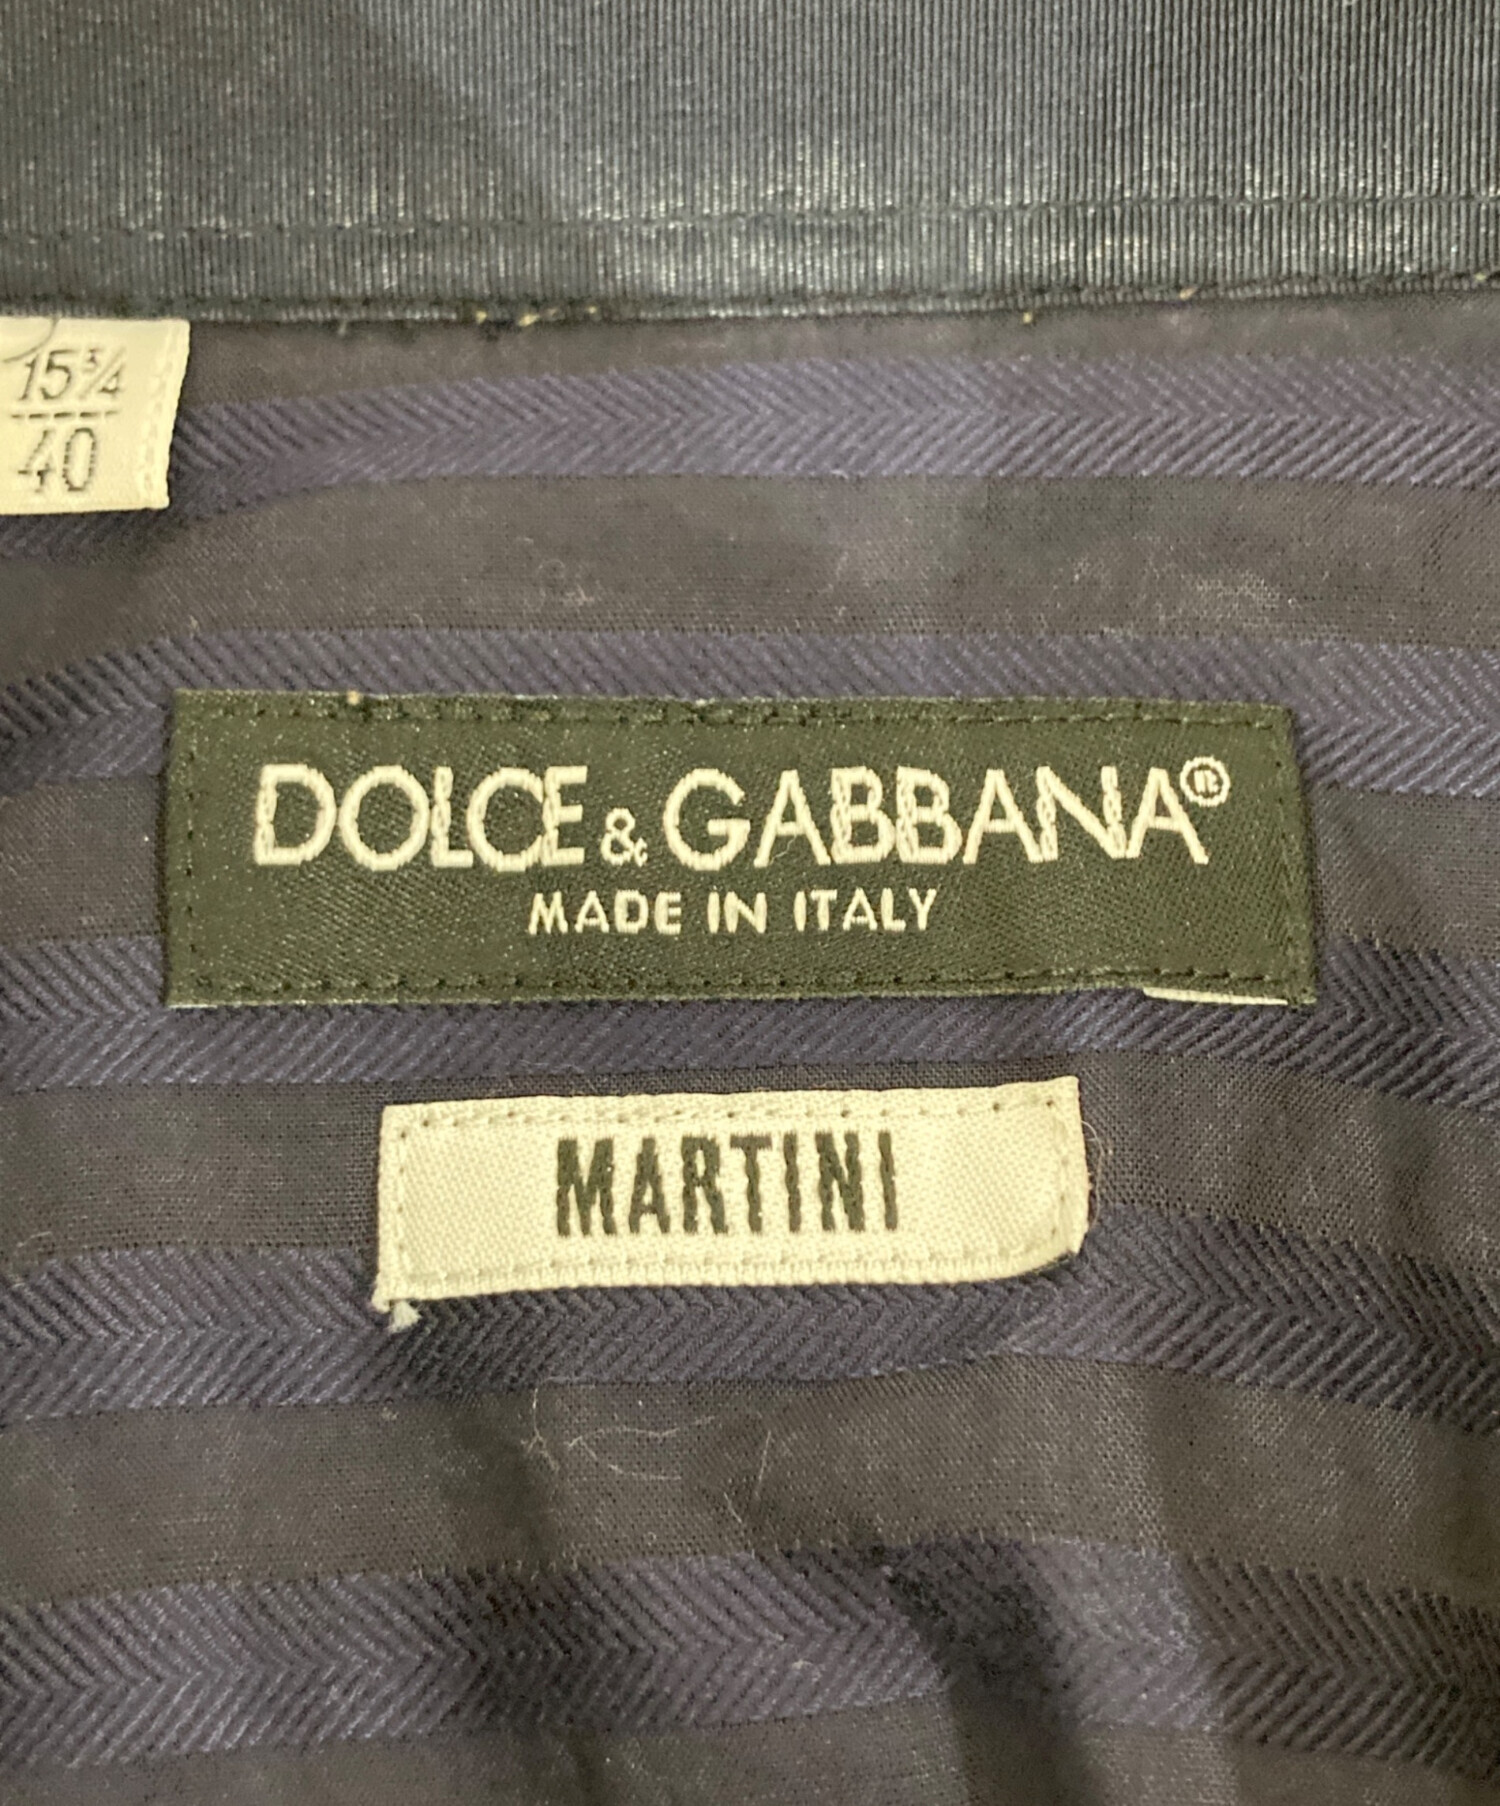 15¾
40
DOLCE & GABBANA®
MADE IN ITALY
MARTINI